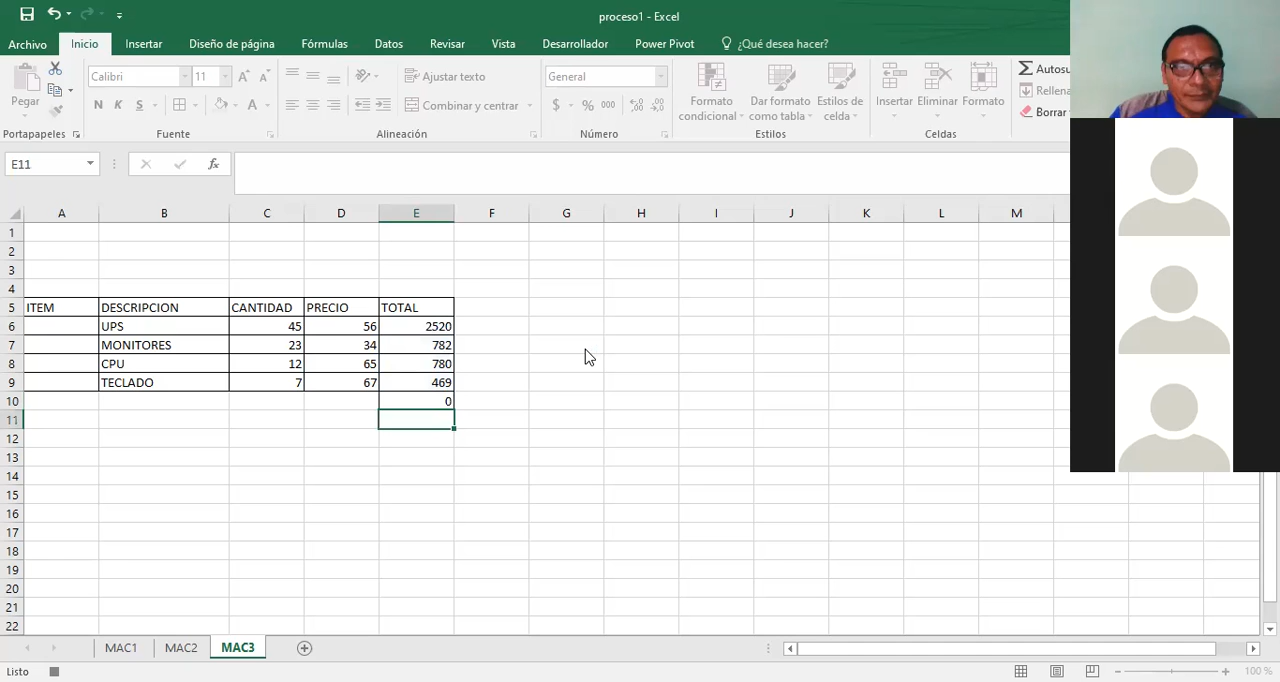 proceso1 - Excel
Archivo Inicio Insertar Diseño de página Fórmulas Datos Revisar Vista Desarrollador Power Pivot ¿Qué desea hacer?
Pegar
Calibri 11 A A
N K S A
Ajustar texto
Combinar y centrar
General
$ % 000
Formato condicional
Dar formato como tabla
Estilos de celda
Insertar Eliminar Formato
Σ Autosu
Rellena
Borrar
Portapapeles Fuente Alineación Número Estilos Celdas
E11 fx
A B C D E F G H I J K L M
1
2
3
4
5 ITEM DESCRIPCION CANTIDAD PRECIO TOTAL
6 UPS 45 56 2520
7 MONITORES 23 34 782
8 CPU 12 65 780
9 TECLADO 7 67 469
10 0
11
12
13
14
15
16
17
18
19
20
21
22
MAC1 MAC2 MAC3
Listo 100 %